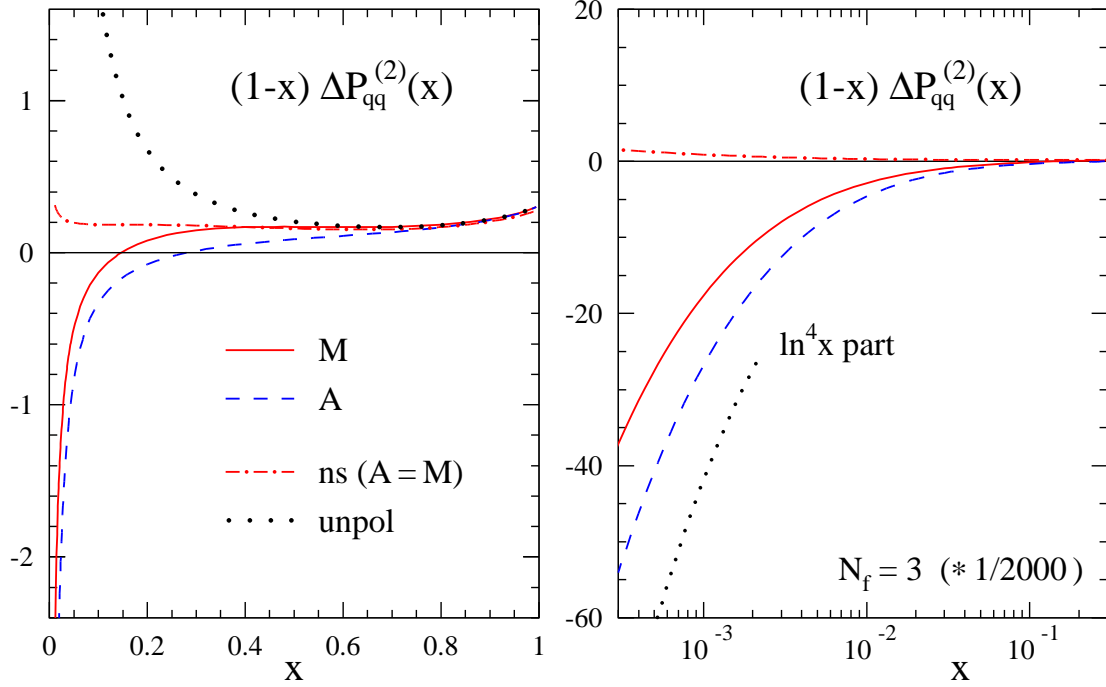 (1-x) ΔP_qq^(2)(x)
1
0
-1
-2
M
A
ns (A = M)
unpol
0 0.2 0.4 0.6 0.8 1
x
(1-x) ΔP_qq^(2)(x)
20
0
-20
-40
-60
ln^4x part
N_f = 3 (* 1/2000)
10^-3 10^-2 10^-1
x